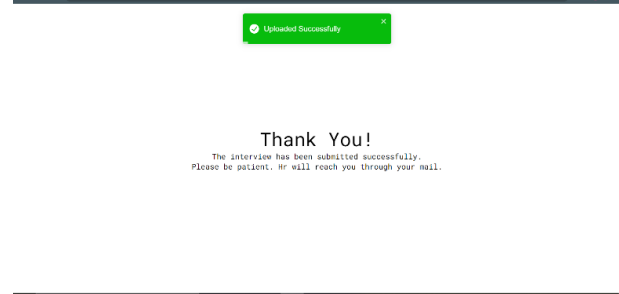 Uploaded Successfully
Thank You!
The interview has been submitted successfully.
Please be patient. Hr will reach you through your mail.